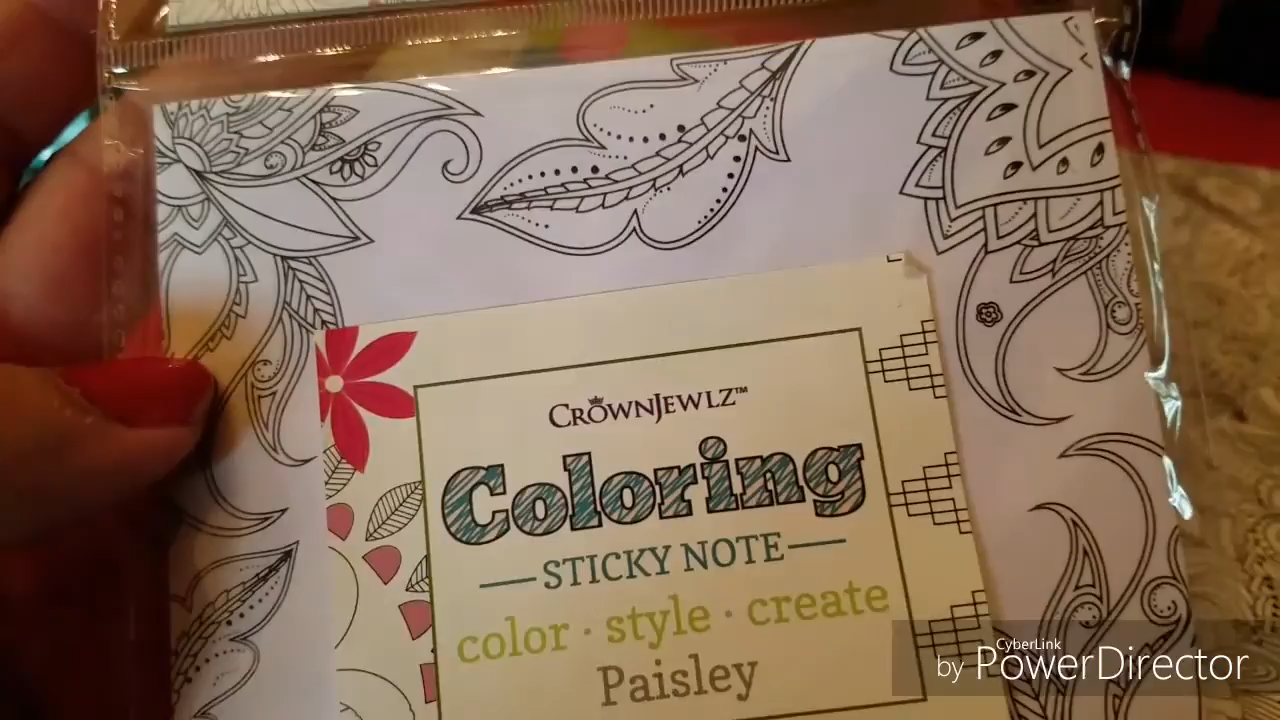 CROWNJEWLZ™
Coloring
STICKY NOTE
color · style · create
Paisley
CyberLink
by PowerDirector